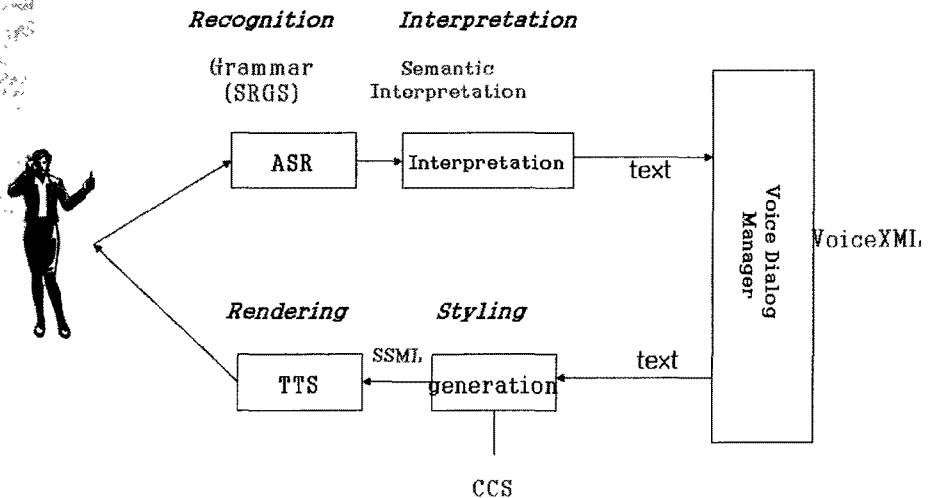 Recognition Interpretation
Grammar
(SRGS)
Semantic
Interpretation
ASR
Interpretation
text
Voice Dialog
Manager
VoiceXML
Rendering Styling
TTS
SSML
generation
text
CCS